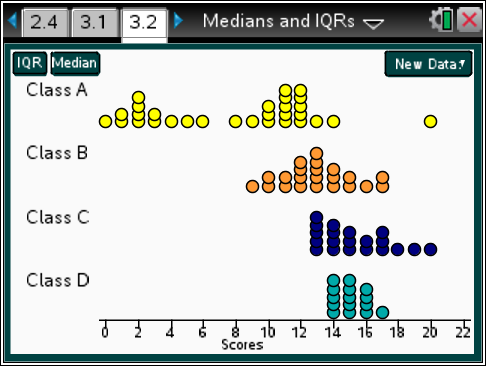 2.4 3.1 3.2 Medians and IQRs
IQR Median New Data:
Class A
Class B
Class C
Class D
0 2 4 6 8 10 12 14 16 18 20 22
Scores